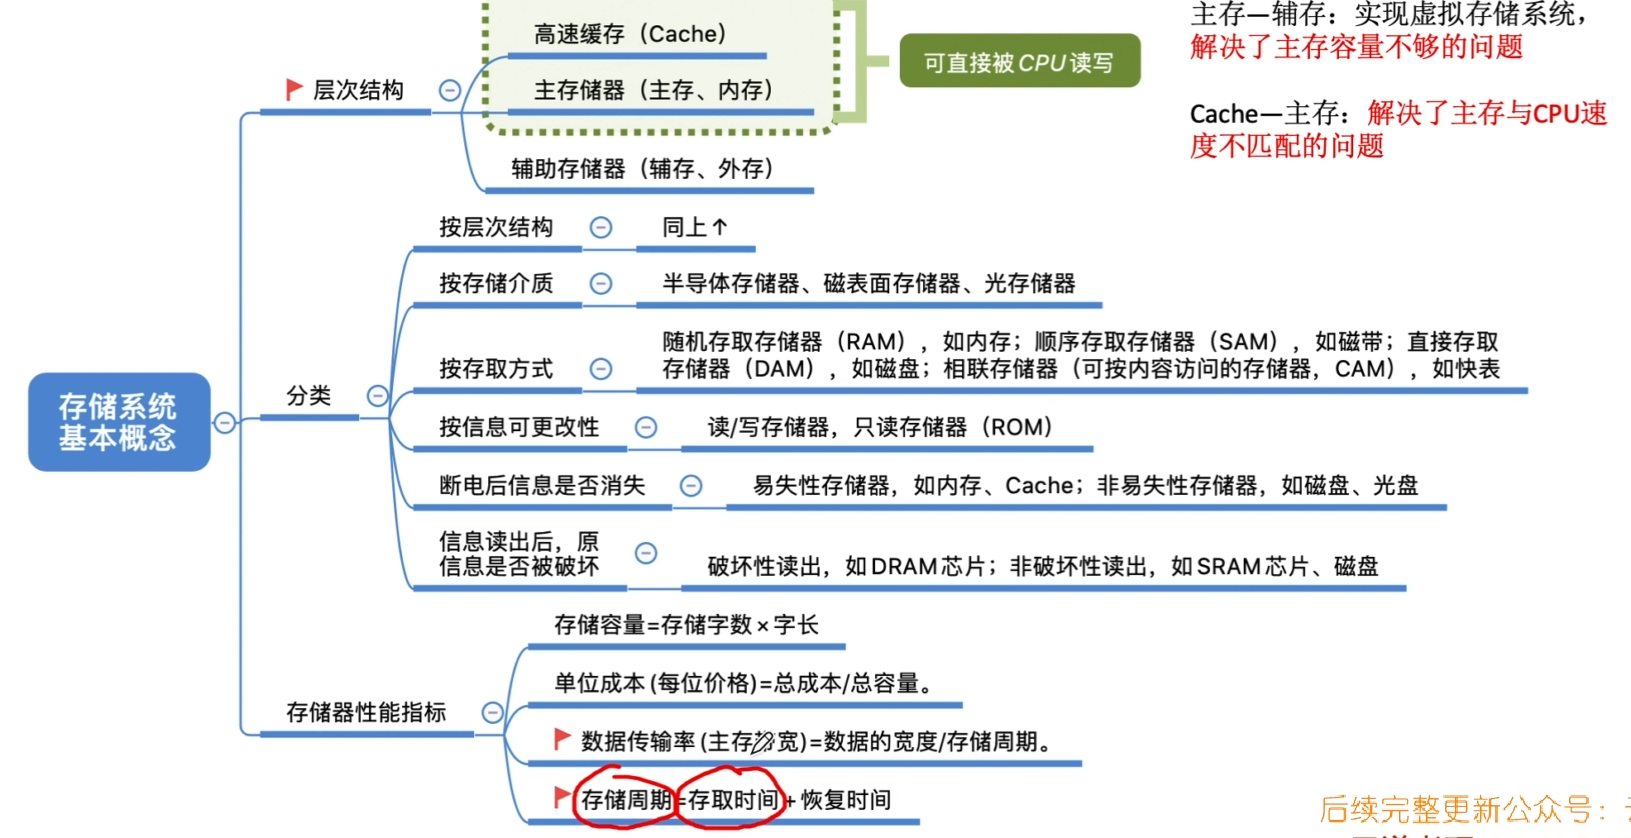 高速缓存（Cache）
主存储器（主存、内存）
辅助存储器（辅存、外存）
层次结构
可直接被CPU读写
主存—辅存：实现虚拟存储系统，
解决了主存容量不够的问题
Cache—主存：解决了主存与CPU速
度不匹配的问题
存储系统
基本概念
分类
按层次结构
同上↑
按存储介质
半导体存储器、磁表面存储器、光存储器
按存取方式
随机存取存储器（RAM），如内存；顺序存取存储器（SAM），如磁带；直接存取
存储器（DAM），如磁盘；相联存储器（可按内容访问的存储器，CAM），如快表
按信息可更改性
读/写存储器，只读存储器（ROM）
断电后信息是否消失
易失性存储器，如内存、Cache；非易失性存储器，如磁盘、光盘
信息读出后，原
信息是否被破坏
破坏性读出，如DRAM芯片；非破坏性读出，如SRAM芯片、磁盘
存储器性能指标
存储容量=存储字数×字长
单位成本(每位价格)=总成本/总容量。
数据传输率(主存宽)=数据的宽度/存储周期。
存储周期=存取时间+恢复时间
后续完整更新公众号：